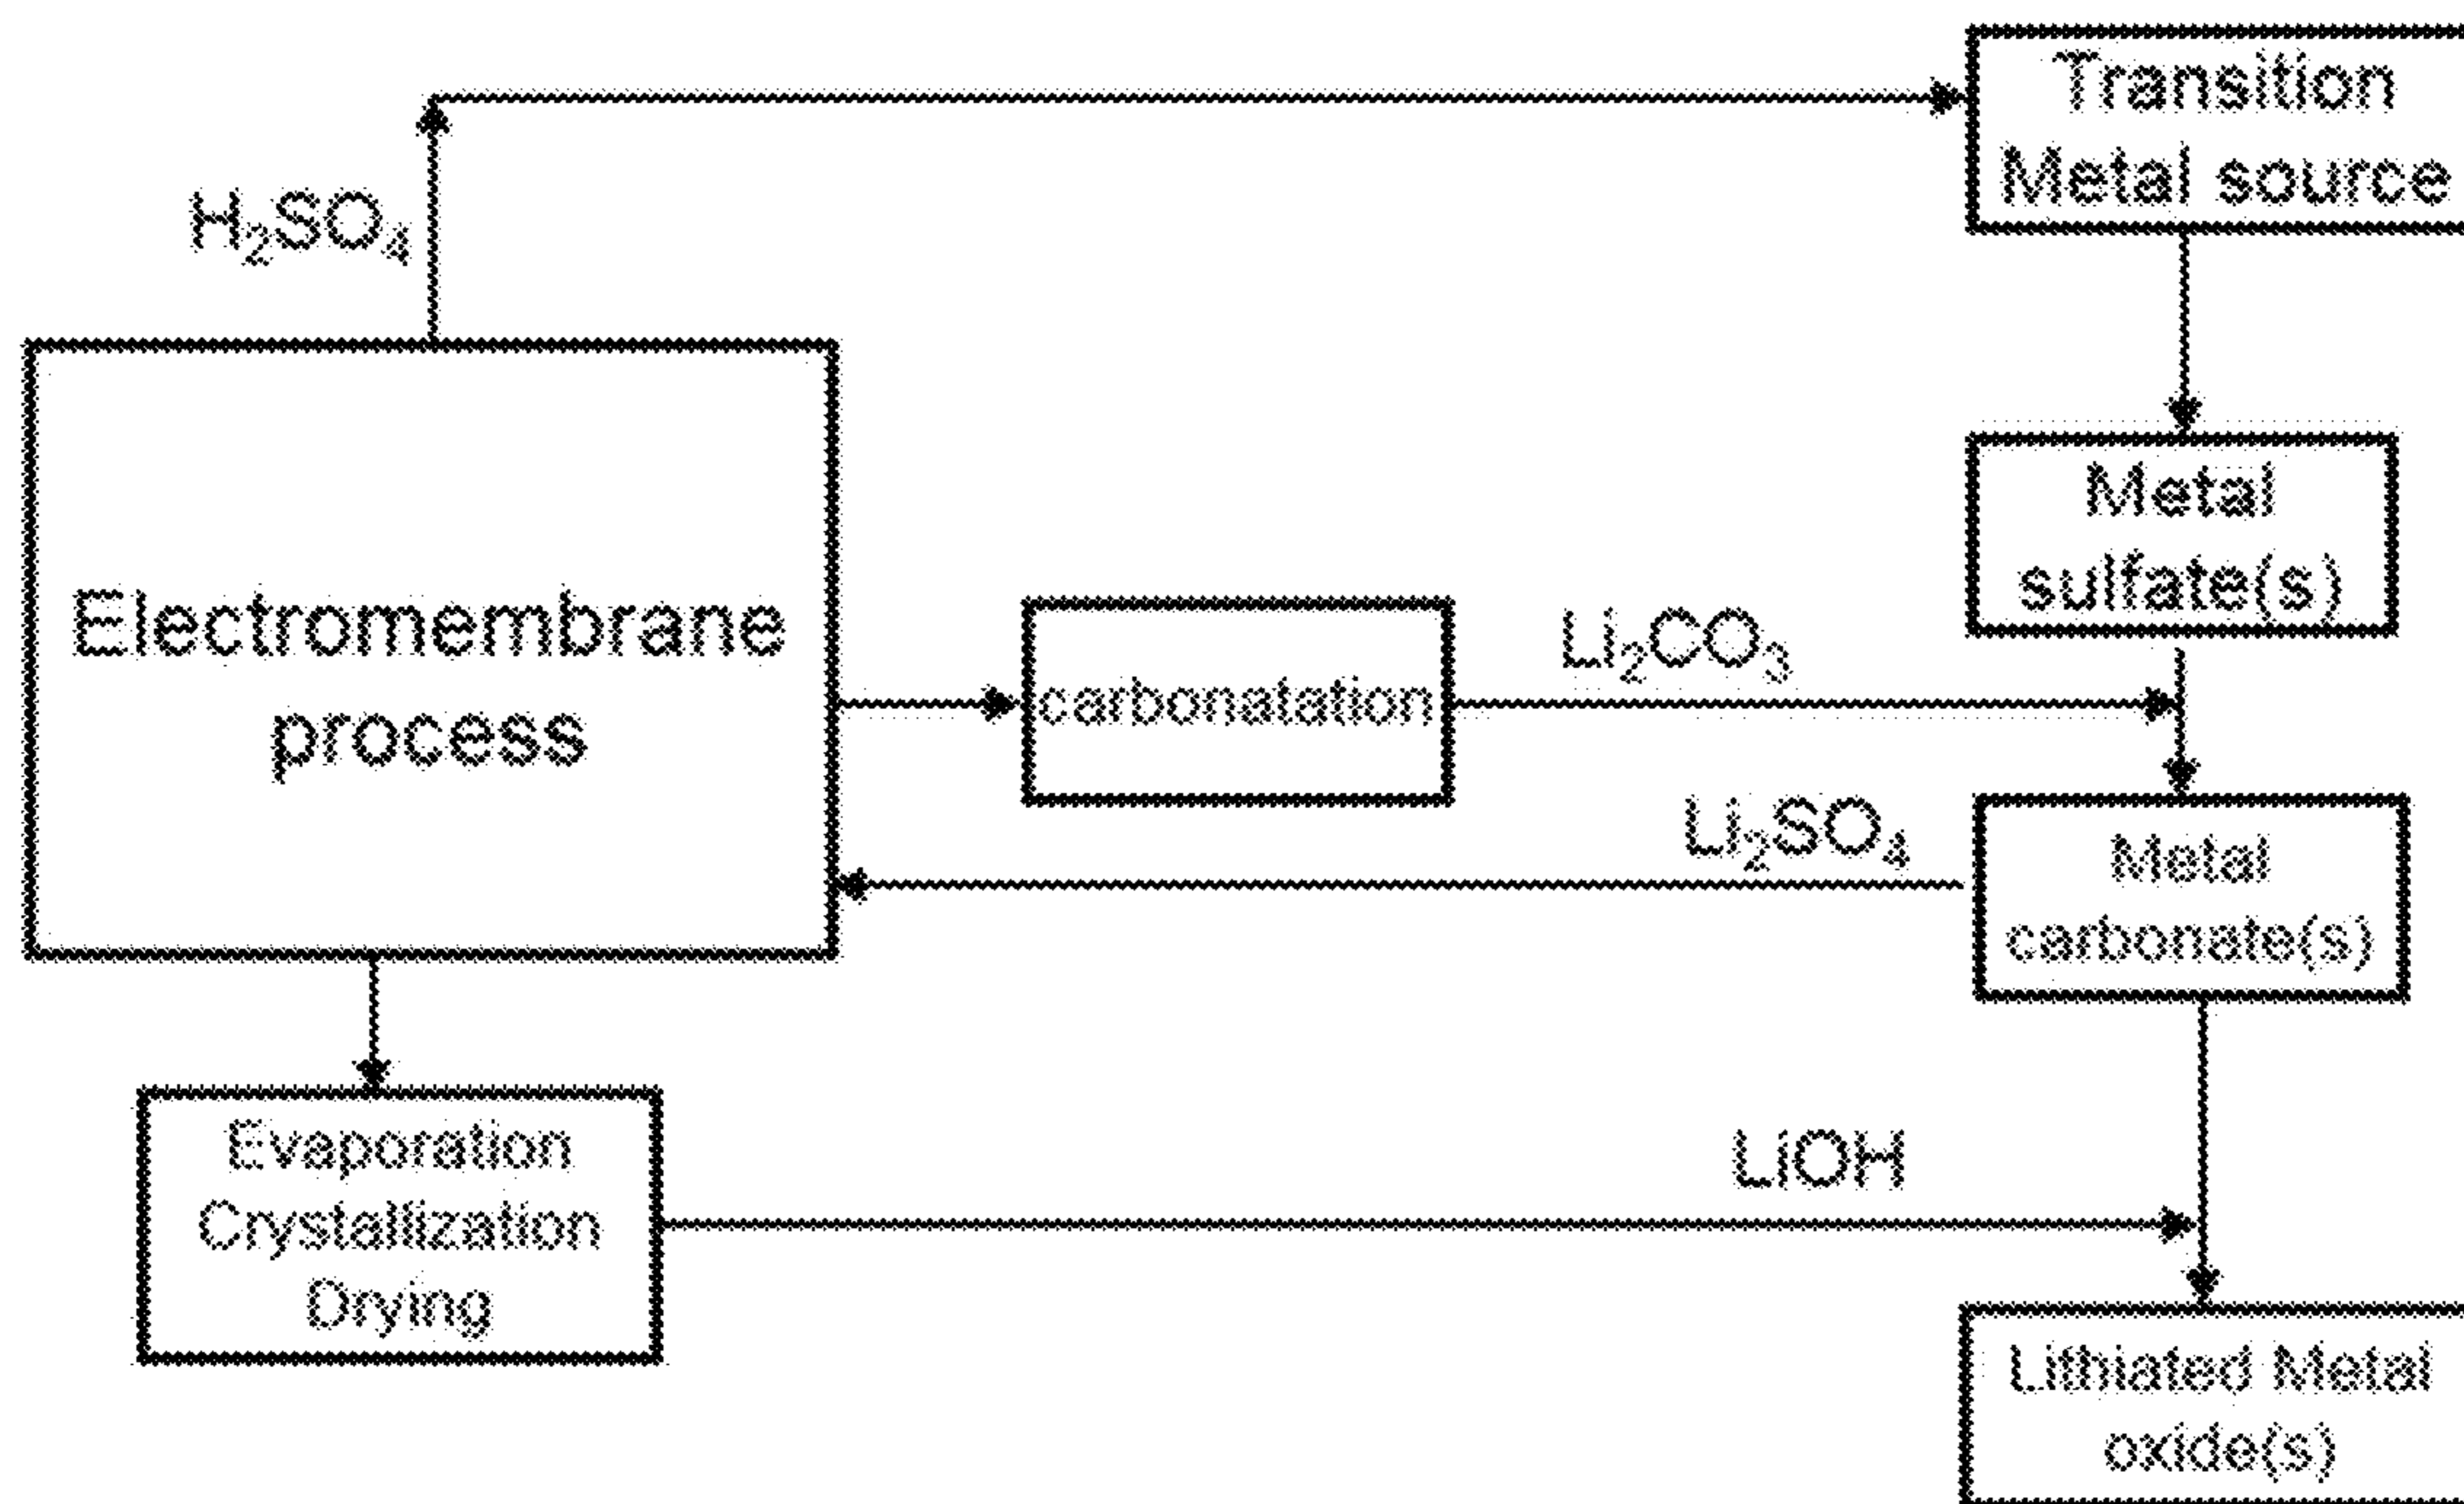 Transition
Metal source
H₂SO₄
Metal
sulfate(s)
Electromembrane
process
carbonatation
Li₂CO₃
Li₂SO₄
Metal
carbonate(s)
Evaporation
Crystallization
Drying
LiOH
Lithiated Metal
oxide(s)